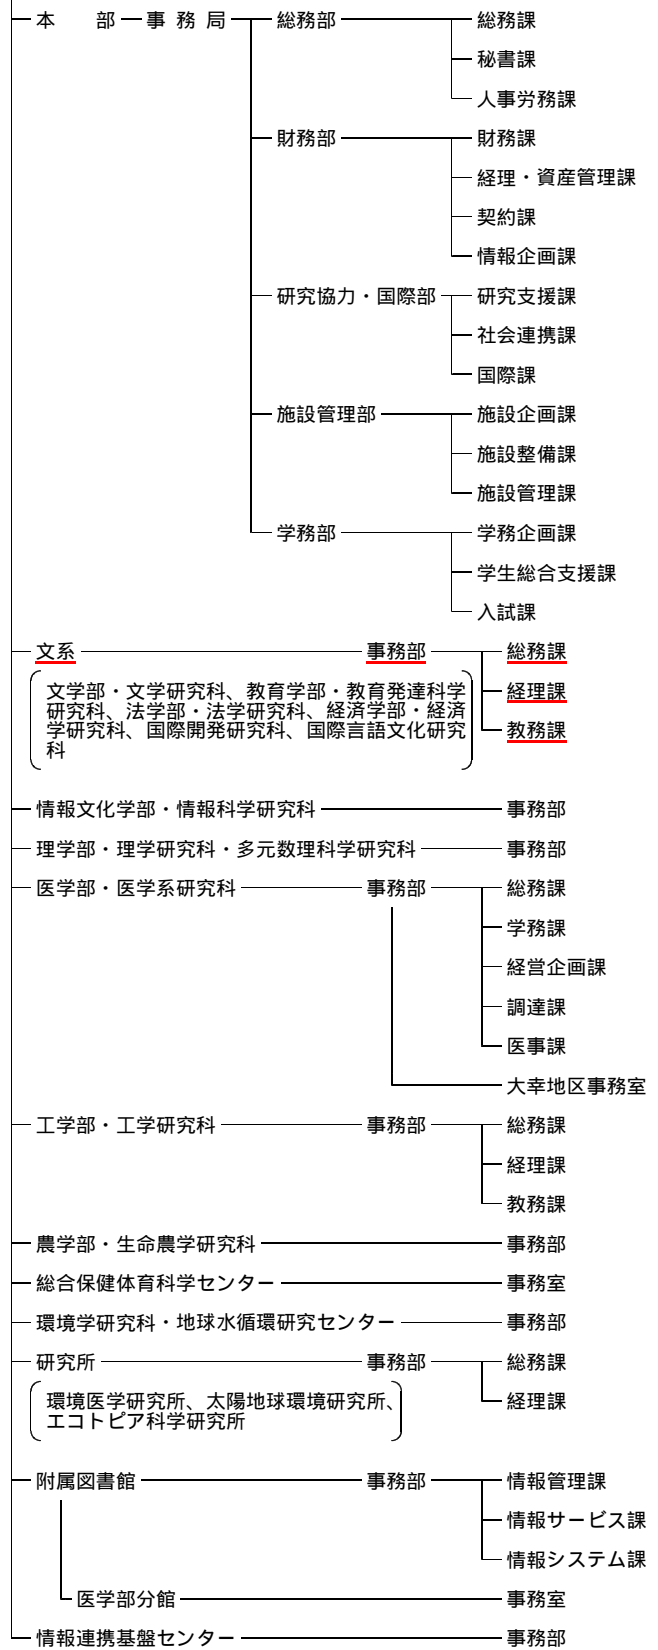 本 部 事 務 局 総務部 総務課
秘書課
人事労務課
財務部 財務課
経理・資産管理課
契約課
情報企画課
研究協力・国際部 研究支援課
社会連携課
国際課
施設管理部 施設企画課
施設整備課
施設管理課
学務部 学務企画課
学生総合支援課
入試課
文系 事務部 総務課
文学部・文学研究科、教育学部・教育発達科学 経理課
研究科、法学部・法学研究科、経済学部・経済
学研究科、国際開発研究科、国際言語文化研究 教務課
科
情報文化学部・情報科学研究科 事務部
理学部・理学研究科・多元数理科学研究科 事務部
医学部・医学系研究科 事務部 総務課
学務課
経営企画課
調達課
医事課
大幸地区事務室
工学部・工学研究科 事務部 総務課
経理課
教務課
農学部・生命農学研究科 事務部
総合保健体育科学センター 事務室
環境学研究科・地球水循環研究センター 事務部
研究所 事務部 総務課
環境医学研究所、太陽地球環境研究所、 経理課
エコトピア科学研究所
附属図書館 事務部 情報管理課
情報サービス課
情報システム課
医学部分館 事務室
情報連携基盤センター 事務部